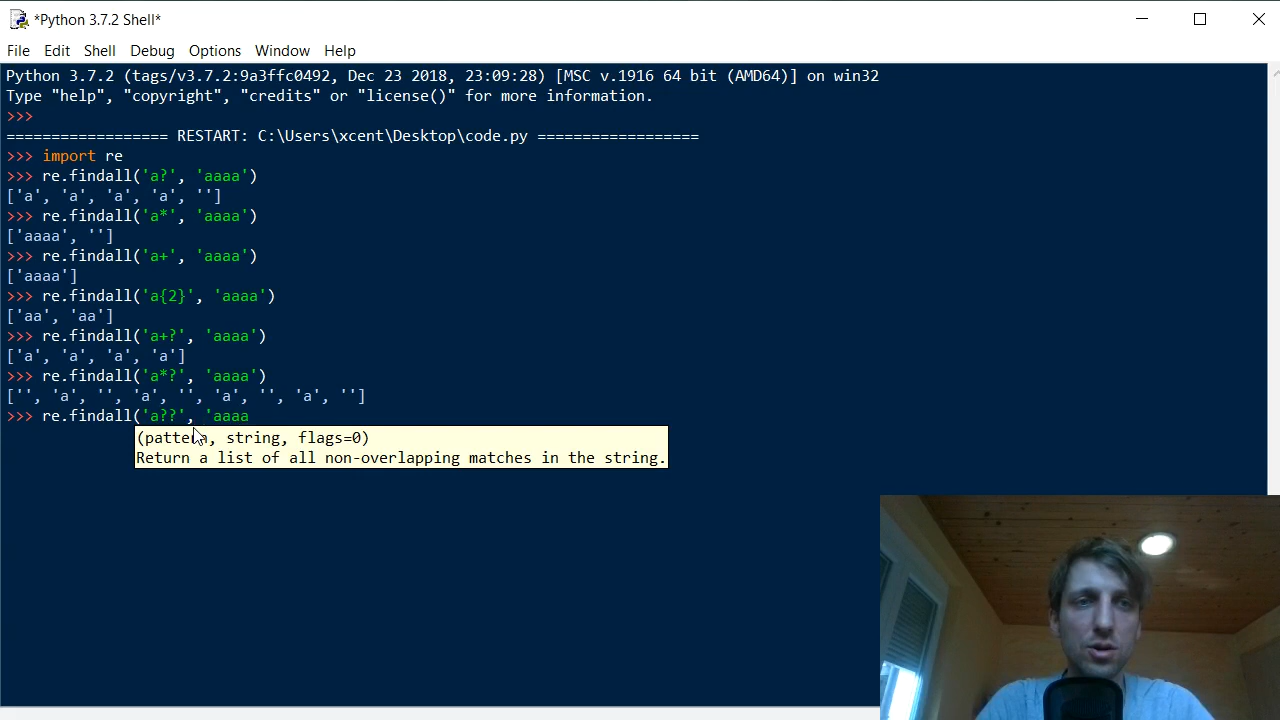 *Python 3.7.2 Shell*
File Edit Shell Debug Options Window Help
Python 3.7.2 (tags/v3.7.2:9a3ffc0492, Dec 23 2018, 23:09:28) [MSC v.1916 64 bit (AMD64)] on win32
Type "help", "copyright", "credits" or "license()" for more information.
>>>
================== RESTART: C:\Users\xcent\Desktop\code.py ==================
>>> import re
>>> re.findall('a?', 'aaaa')
['a', 'a', 'a', 'a', '']
>>> re.findall('a*', 'aaaa')
['aaaa', '']
>>> re.findall('a+', 'aaaa')
['aaaa']
>>> re.findall('a{2}', 'aaaa')
['aa', 'aa']
>>> re.findall('a+?', 'aaaa')
['a', 'a', 'a', 'a']
>>> re.findall('a*?', 'aaaa')
['', 'a', '', 'a', '', 'a', '', 'a', '']
>>> re.findall('a??', 'aaaa
(pattern, string, flags=0)
Return a list of all non-overlapping matches in the string.